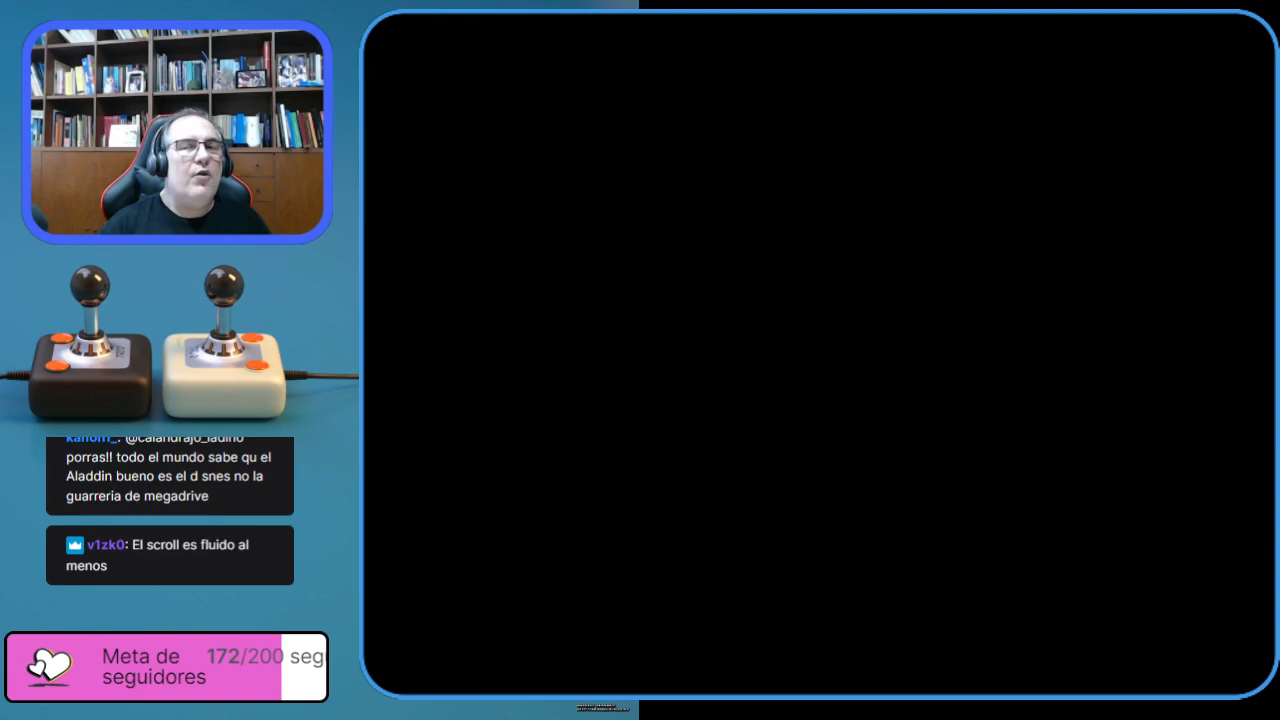 porras!! todo el mundo sabe qu el
Aladdin bueno es el d snes no la
guarreria de megadrive
v1zk0: El scroll es fluido al
menos
Meta de 172/200 seg
seguidores